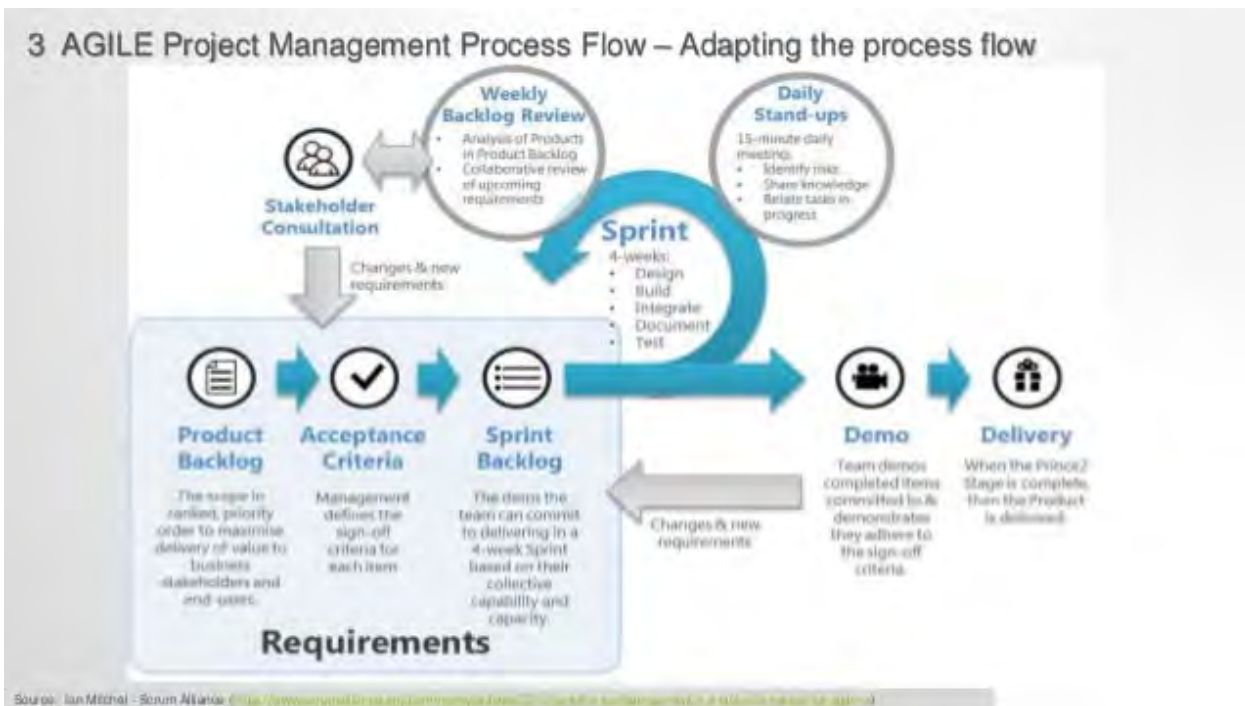 3 AGILE Project Management Process Flow – Adapting the process flow
Weekly
Backlog Review
• Analysis of Products
in Product Backlog
• Collaborative review
of upcoming
requirements
Daily
Stand-ups
15-minute daily
meeting:
• Identify risks
• Share knowledge
• Relate tasks in
progress
Stakeholder
Consultation
Changes & new
requirements
Sprint
4-weeks:
• Design
• Build
• Integrate
• Document
• Test
Product
Backlog
The scope in
ranked, priority
order to maximise
delivery of value to
business
stakeholders and
end-users.
Acceptance
Criteria
Management
defines the
sign-off
criteria for
each item
Sprint
Backlog
The items the
team can commit
to delivering in a
4-week Sprint
based on their
collective
capability and
capacity
Requirements
Changes & new
requirements
Demo
Team demos
completed items
committed to &
demonstrates
they adhere to
the sign-off
criteria.
Delivery
When the Prince2
Stage is complete,
then the Product
is delivered.
Source: Ian Mitchel - Scrum Alliance